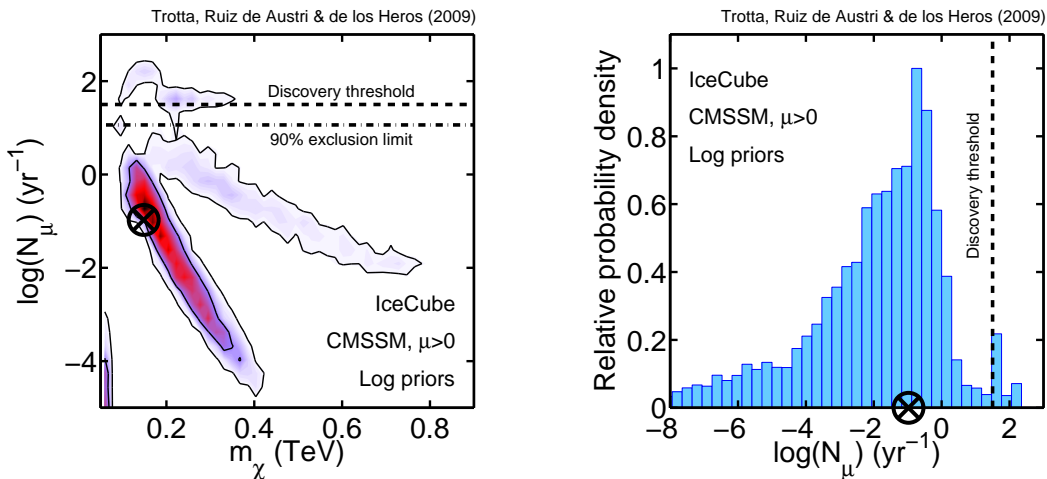 Trotta, Ruiz de Austri & de los Heros (2009)
2
0
−2
−4
log(N_μ) (yr⁻¹)
Discovery threshold
90% exclusion limit
IceCube
CMSSM, μ>0
Log priors
0.2 0.4 0.6 0.8
m_χ (TeV)
Trotta, Ruiz de Austri & de los Heros (2009)
1
0.8
0.6
0.4
0.2
0
Relative probability density
IceCube
CMSSM, μ>0
Log priors
Discovery threshold
−8 −6 −4 −2 0 2
log(N_μ) (yr⁻¹)